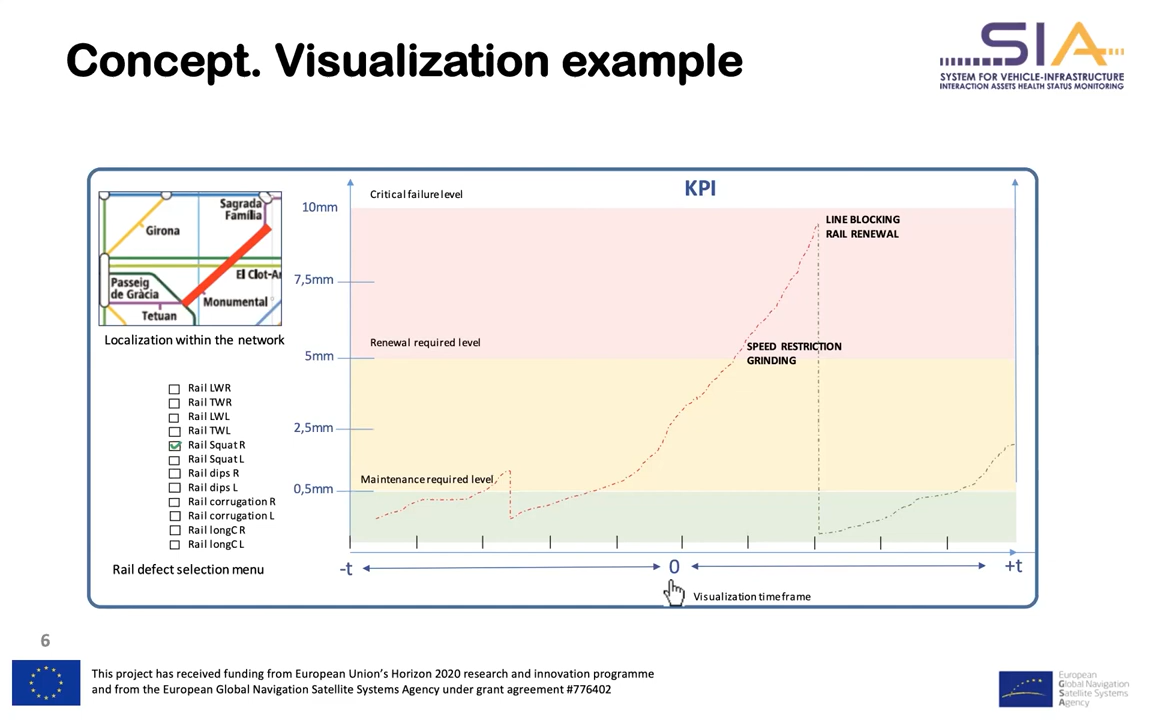 Concept. Visualization example
SIA
SYSTEM FOR VEHICLE-INFRASTRUCTURE
INTERACTION ASSETS HEALTH STATUS MONITORING
Sagrada
Família
Girona
El Clot-A
Passeig
de Gràcia
Monumental
Tetuan
Localization within the network
Rail LWR
Rail TWR
Rail LWL
Rail TWL
Rail Squat R
Rail Squat L
Rail dips R
Rail dips L
Rail corrugation R
Rail corrugation L
Rail longC R
Rail longC L
Rail defect selection menu
KPI
Critical failure level
10mm
LINE BLOCKING
RAIL RENEWAL
7,5mm
Renewal required level
5mm
SPEED RESTRICTION
GRINDING
2,5mm
Maintenance required level
0,5mm
-t
0
+t
Visualization timeframe
6
This project has received funding from European Union's Horizon 2020 research and innovation programme
and from the European Global Navigation Satellite Systems Agency under grant agreement #776402
European
Global Navigation
Satellite Systems
Agency